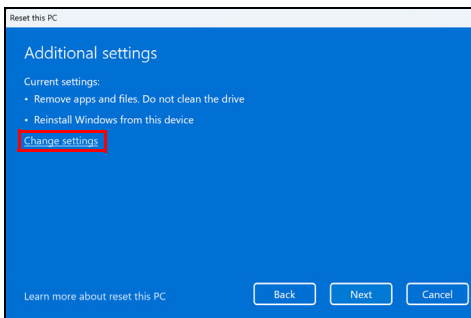 Reset this PC
Additional settings
Current settings:
• Remove apps and files. Do not clean the drive
• Reinstall Windows from this device
Change settings
Learn more about reset this PC
Back
Next
Cancel